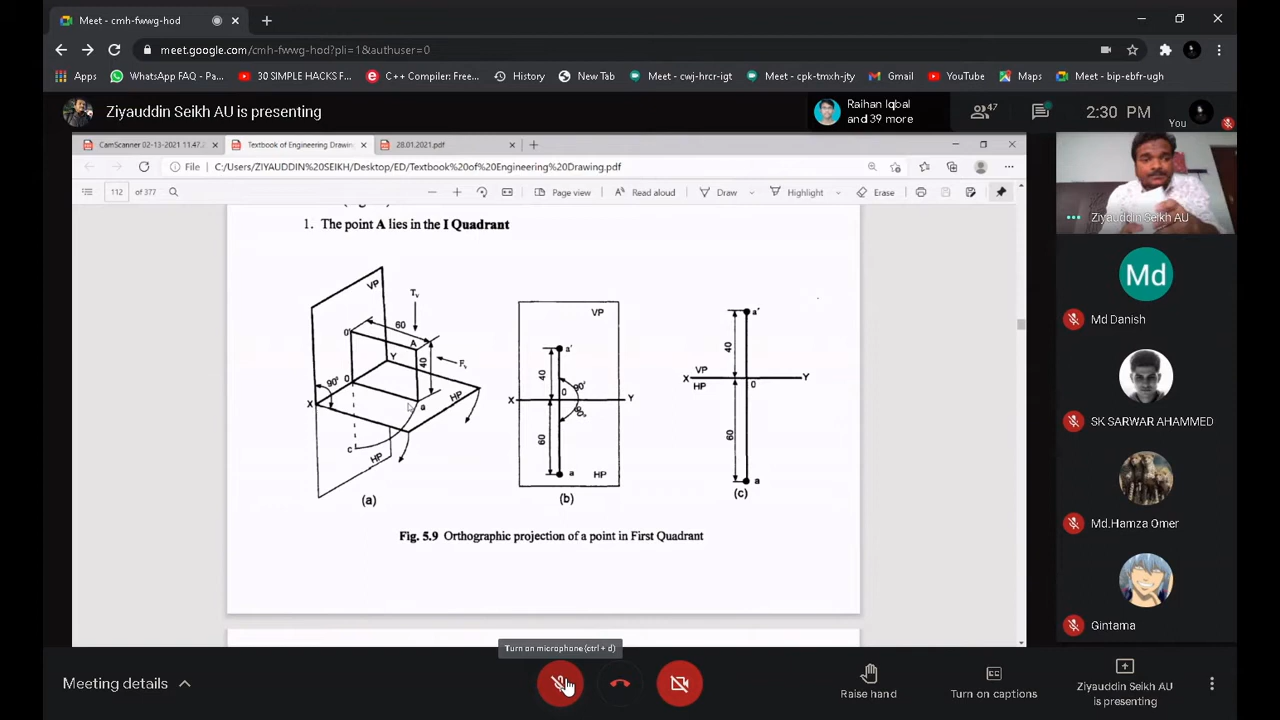 Meet - cmh-fwwg-hod
meet.google.com/cmh-fwwg-hod?pli=1&authuser=0
Apps
WhatsApp FAQ - Pa...
30 SIMPLE HACKS F...
C++ Compiler: Free...
History
New Tab
Meet - cwj-hrcr-igt
Meet - cpk-tmxh-jty
Gmail
YouTube
Maps
Meet - bip-ebfr-ugh
Ziyauddin Seikh AU is presenting
Raihan Iqbal
and 39 more
47
2:30 PM
You
CamScanner 02-13-2021 11.47.
Textbook of Engineering Drawin
28.01.2021.pdf
File
C:/Users/ZIYAUDDIN%20SEIKH/Desktop/ED/Textbook%20of%20Engineering%20Drawing.pdf
112 of 377
Page view
Read aloud
Draw
Highlight
Erase
1. The point A lies in the I Quadrant
VP
Tv
60
O'
A
Y
40
Fv
90°
O
X
HP
a
C
HP
(a)
VP
a'
40
90°
O
X
Y
60
a
HP
(b)
a'
40
VP
X
Y
HP
O
60
a
(c)
Fig. 5.9 Orthographic projection of a point in First Quadrant
Ziyauddin Seikh AU
Md
Md Danish
SK SARWAR AHAMMED
Md.Hamza Omer
Gintama
Turn on microphone (ctrl + d)
Meeting details
Raise hand
Turn on captions
Ziyauddin Seikh AU
is presenting